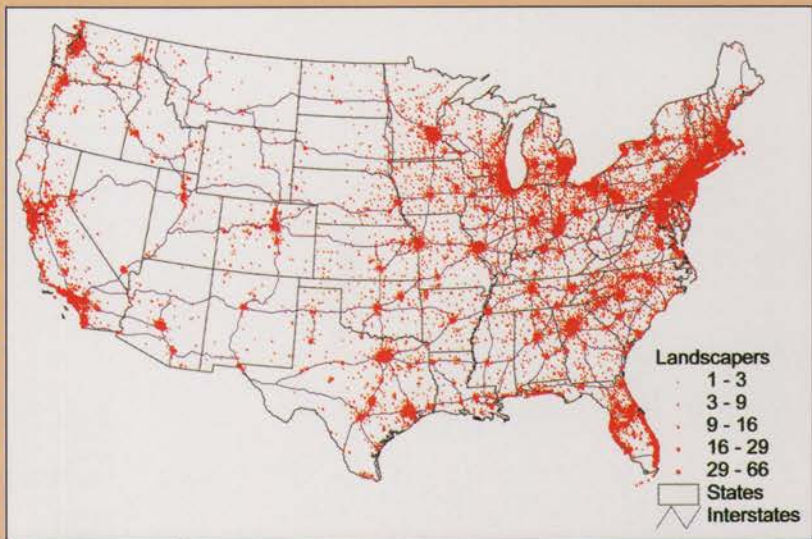 Landscapers
1 - 3
3 - 9
9 - 16
16 - 29
29 - 66
States
Interstates